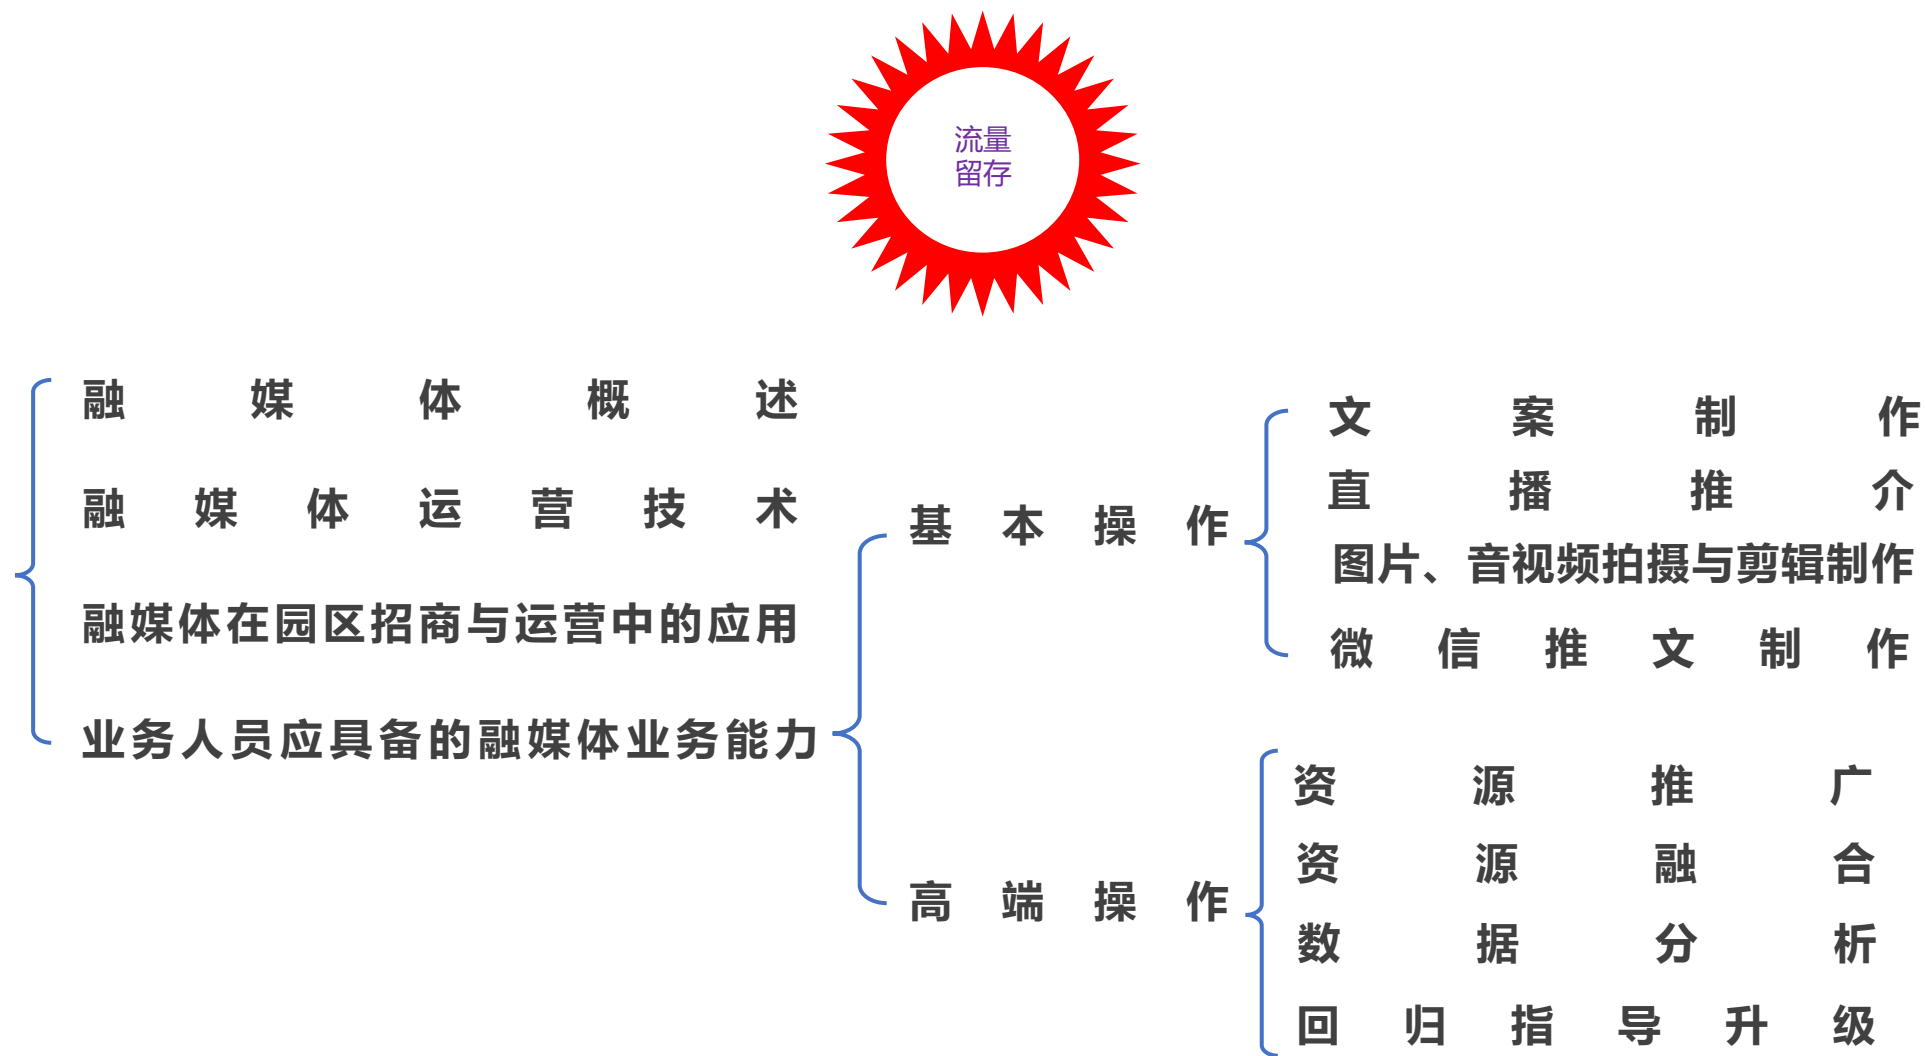 流量
留存
融媒体概述
融媒体运营技术
融媒体在园区招商与运营中的应用
业务人员应具备的融媒体业务能力
基本操作
文案制作
直播推介
图片、音视频拍摄与剪辑制作
微信推文制作
高端操作
资源推广
资源融合
数据分析
回归指导升级